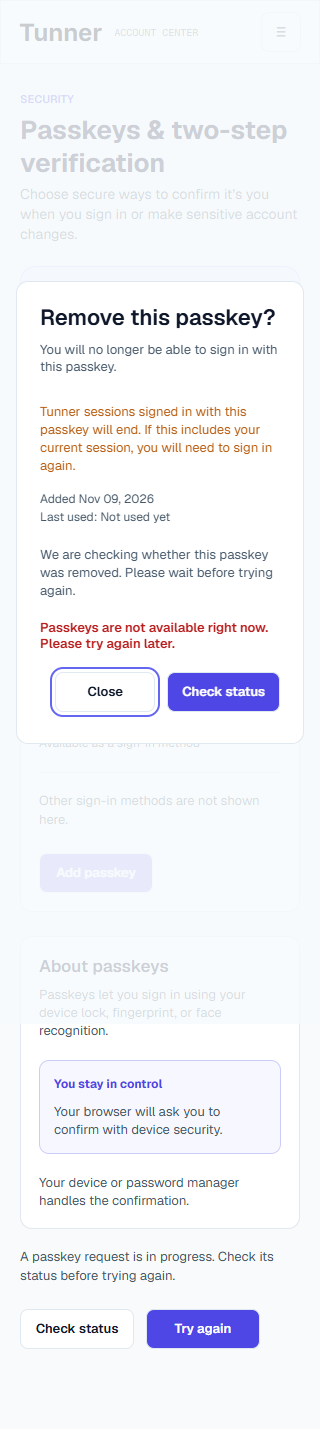 Tunner ACCOUNT CENTER
SECURITY
Passkeys & two-step
verification
Choose secure ways to confirm it's you
when you sign in or make sensitive account
changes.
Remove this passkey?
You will no longer be able to sign in with
this passkey.
Tunner sessions signed in with this
passkey will end. If this includes your
current session, you will need to sign in
again.
Added Nov 09, 2026
Last used: Not used yet
We are checking whether this passkey
was removed. Please wait before trying
again.
Passkeys are not available right now.
Please try again later.
Close Check status
Available as a sign-in method
Other sign-in methods are not shown
here.
Add passkey
About passkeys
Passkeys let you sign in using your
device lock, fingerprint, or face
recognition.
You stay in control
Your browser will ask you to
confirm with device security.
Your device or password manager
handles the confirmation.
A passkey request is in progress. Check its
status before trying again.
Check status Try again